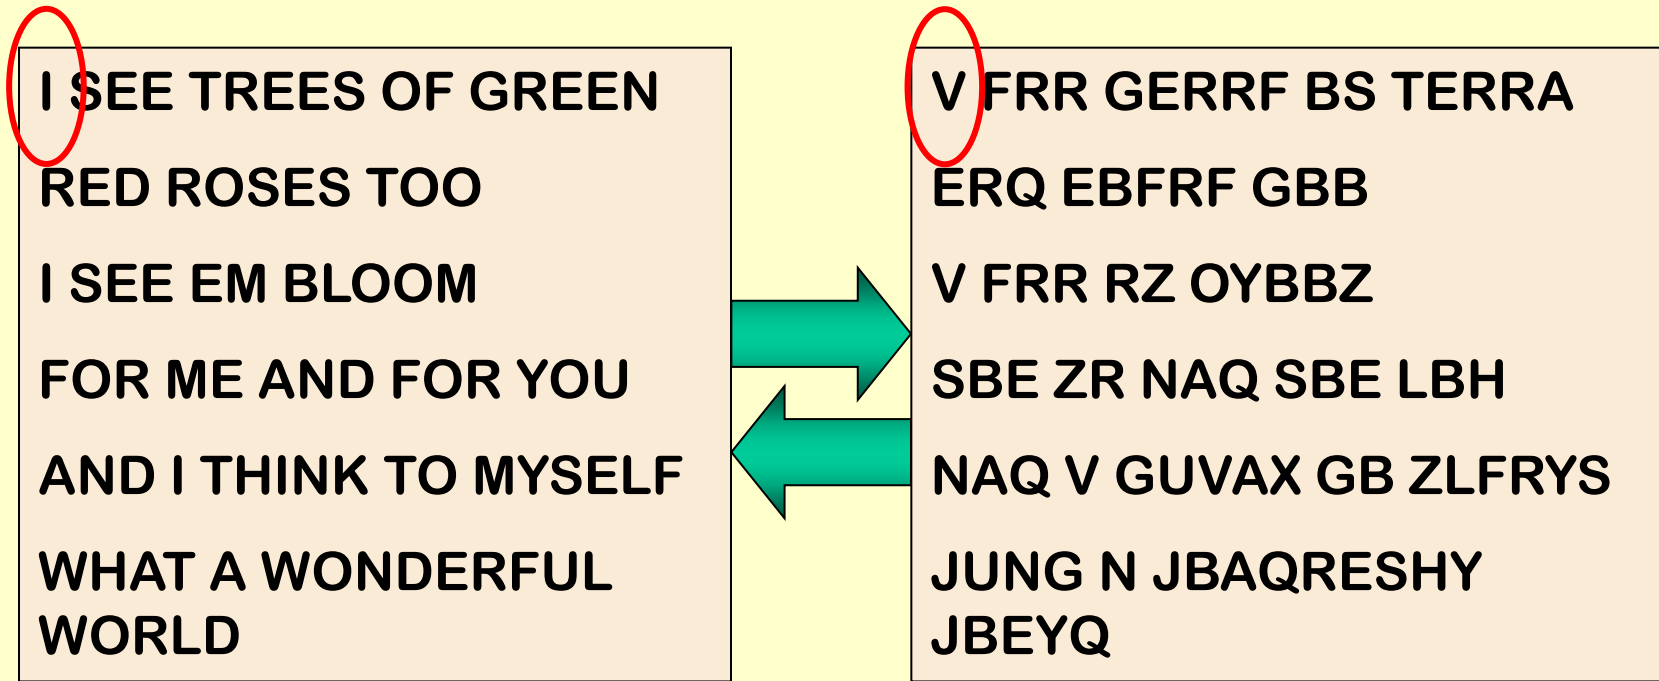 I SEE TREES OF GREEN
RED ROSES TOO
I SEE EM BLOOM
FOR ME AND FOR YOU
AND I THINK TO MYSELF
WHAT A WONDERFUL
WORLD
V FRR GERRF BS TERRA
ERQ EBFRF GBB
V FRR RZ OYBBZ
SBE ZR NAQ SBE LBH
NAQ V GUVAX GB ZLFRYS
JUNG N JBAQRESHY
JBEYQ